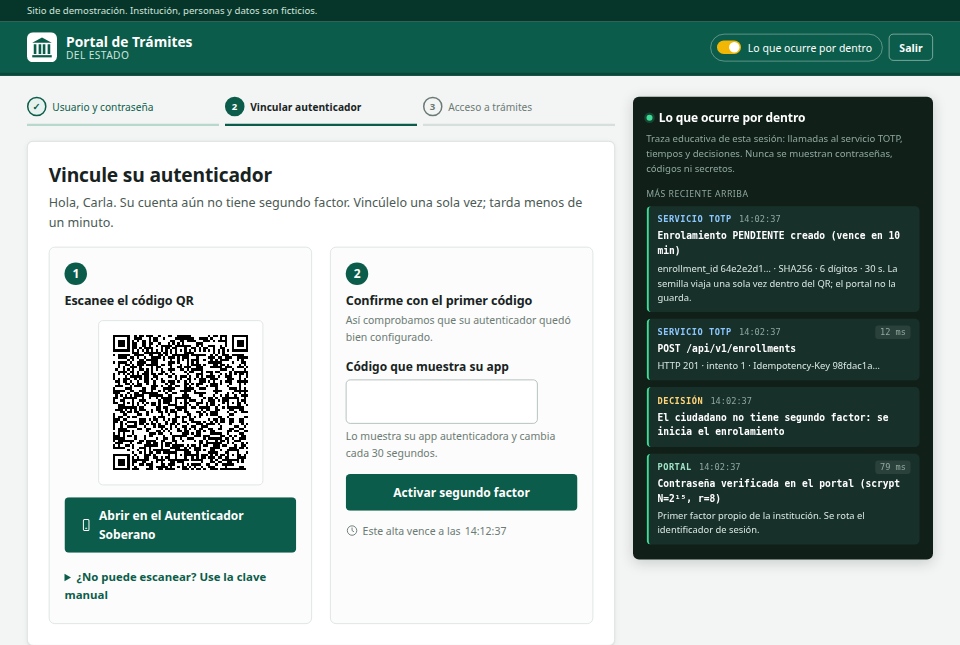 Sitio de demostración. Institución, personas y datos son ficticios.
Portal de Trámites
DEL ESTADO
Lo que ocurre por dentro
Salir
✓ Usuario y contraseña
2 Vincular autenticador
3 Acceso a trámites
Vincule su autenticador
Hola, Carla. Su cuenta aún no tiene segundo factor. Vincúlelo una sola vez; tarda menos de
un minuto.
1
Escanee el código QR
Abrir en el Autenticador
Soberano
▶ ¿No puede escanear? Use la clave
manual
2
Confirme con el primer código
Así comprobamos que su autenticador quedó
bien configurado.
Código que muestra su app
Lo muestra su app autenticadora y cambia
cada 30 segundos.
Activar segundo factor
Este alta vence a las 14:12:37
Lo que ocurre por dentro
Traza educativa de esta sesión: llamadas al servicio TOTP,
tiempos y decisiones. Nunca se muestran contraseñas,
códigos ni secretos.
MÁS RECIENTE ARRIBA
SERVICIO TOTP 14:02:37
Enrolamiento PENDIENTE creado (vence en 10
min)
enrollment_id 64e2e2d1… · SHA256 · 6 dígitos · 30 s. La
semilla viaja una sola vez dentro del QR; el portal no la
guarda.
SERVICIO TOTP 14:02:37 12 ms
POST /api/v1/enrollments
HTTP 201 · intento 1 · Idempotency-Key 98fdac1a…
DECISIÓN 14:02:37
El ciudadano no tiene segundo factor: se
inicia el enrolamiento
PORTAL 14:02:37 79 ms
Contraseña verificada en el portal (scrypt
N=2¹⁵, r=8)
Primer factor propio de la institución. Se rota el
identificador de sesión.